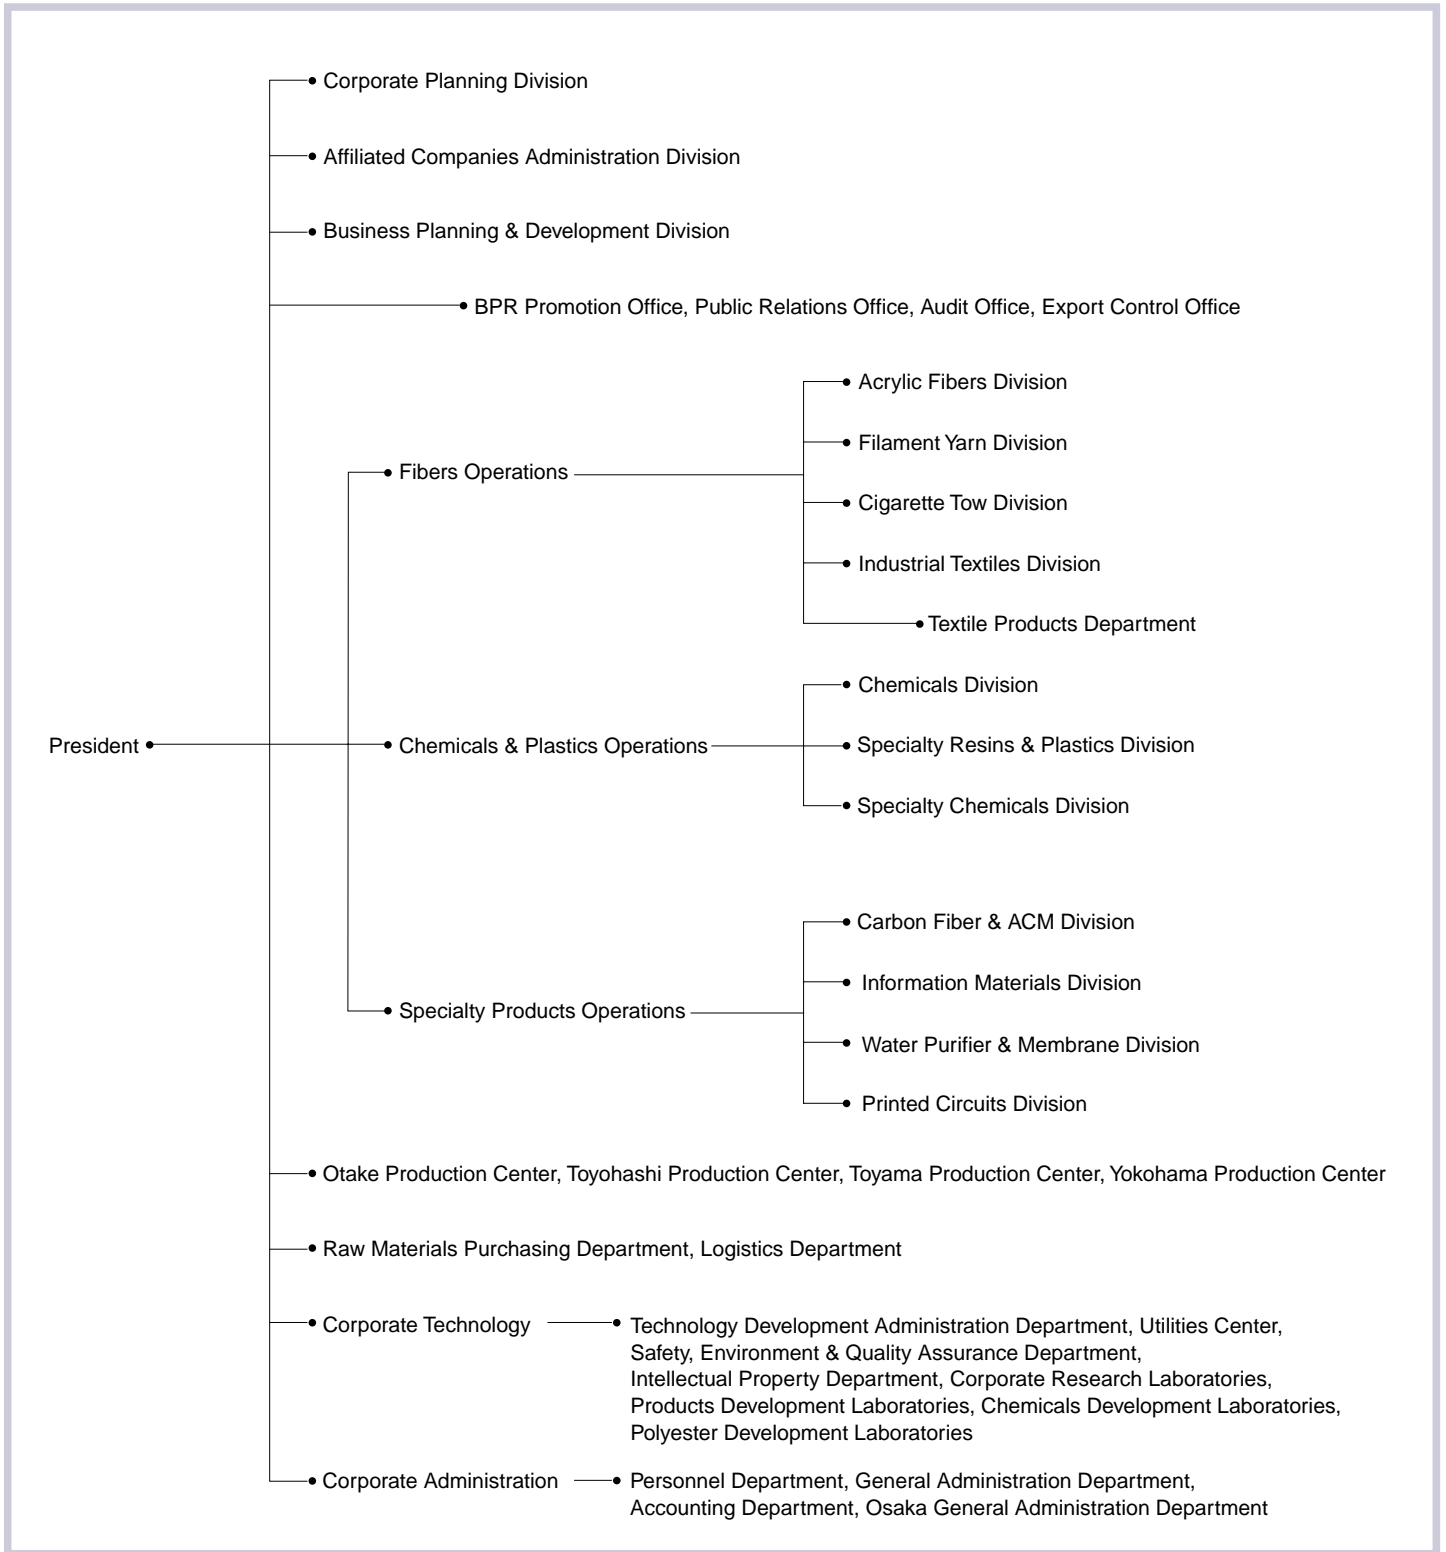 Corporate Planning Division
Affiliated Companies Administration Division
Business Planning & Development Division
BPR Promotion Office, Public Relations Office, Audit Office, Export Control Office
Acrylic Fibers Division
Filament Yarn Division
Fibers Operations
Cigarette Tow Division
Industrial Textiles Division
Textile Products Department
Chemicals Division
President
Chemicals & Plastics Operations
Specialty Resins & Plastics Division
Specialty Chemicals Division
Carbon Fiber & ACM Division
Information Materials Division
Specialty Products Operations
Water Purifier & Membrane Division
Printed Circuits Division
Otake Production Center, Toyohashi Production Center, Toyama Production Center, Yokohama Production Center
Raw Materials Purchasing Department, Logistics Department
Corporate Technology
Technology Development Administration Department, Utilities Center,
Safety, Environment & Quality Assurance Department,
Intellectual Property Department, Corporate Research Laboratories,
Products Development Laboratories, Chemicals Development Laboratories,
Polyester Development Laboratories
Corporate Administration
Personnel Department, General Administration Department,
Accounting Department, Osaka General Administration Department